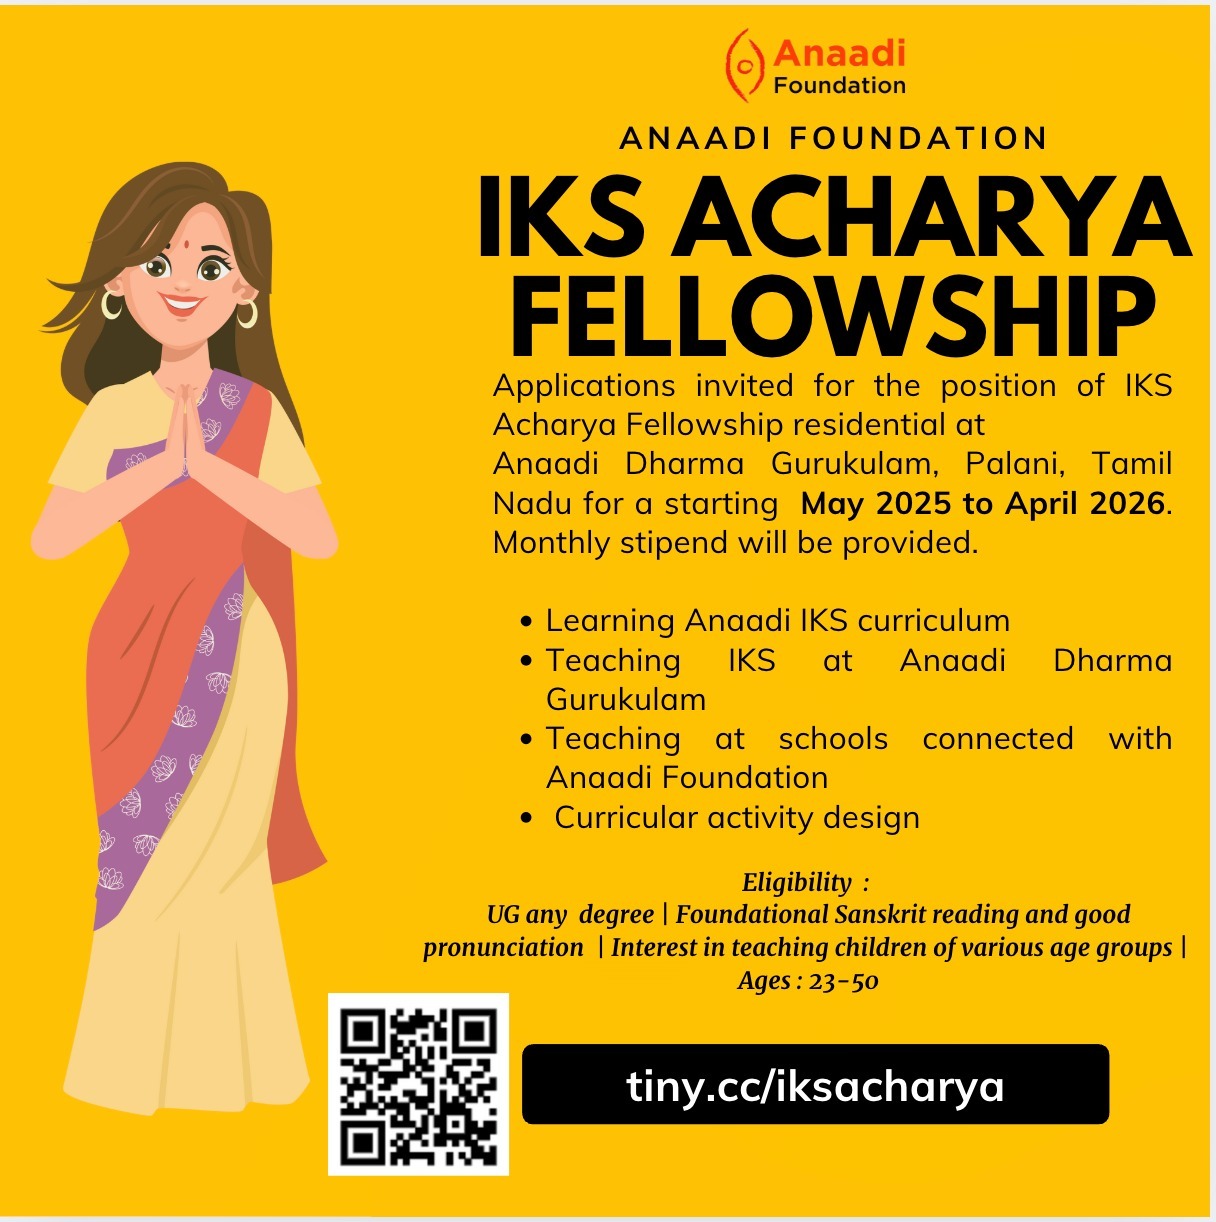 Anaadi
Foundation
ANAADI FOUNDATION
IKS ACHARYA
FELLOWSHIP
Applications invited for the position of IKS
Acharya Fellowship residential at
Anaadi Dharma Gurukulam, Palani, Tamil
Nadu for a starting May 2025 to April 2026.
Monthly stipend will be provided.
• Learning Anaadi IKS curriculum
• Teaching IKS at Anaadi Dharma
Gurukulam
• Teaching at schools connected with
Anaadi Foundation
• Curricular activity design
Eligibility :
UG any degree | Foundational Sanskrit reading and good
pronunciation | Interest in teaching children of various age groups |
Ages : 23-50
tiny.cc/iksacharya